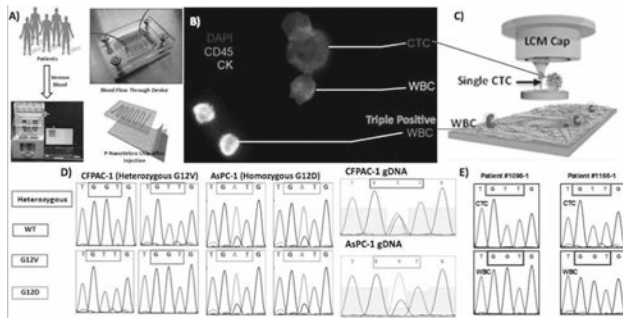 A)
Patients
Venous
Blood
Blood Flow Through Device
P-NanoVelcro Chip After
Injection
B)
DAPI
CD45
CK
CTC
WBC
Triple Positive
WBC
C)
LCM Cap
Single CTC
WBC
D)
CFPAC-1 (Heterozygous G12V)
AsPC-1 (Homozygous G12D)
CFPAC-1 gDNA
Heterozygous
WT
G12V
G12D
T G G T G
T G G T G
T G A T G
T G A T G
T G G T G
T G T T G
T G A T G
T G A T G
AsPC-1 gDNA
E)
Patient #1096-1
Patient #1166-1
T G G T G
T G G T G
CTC
CTC
T G G T G
T G G T G
WBC
WBC